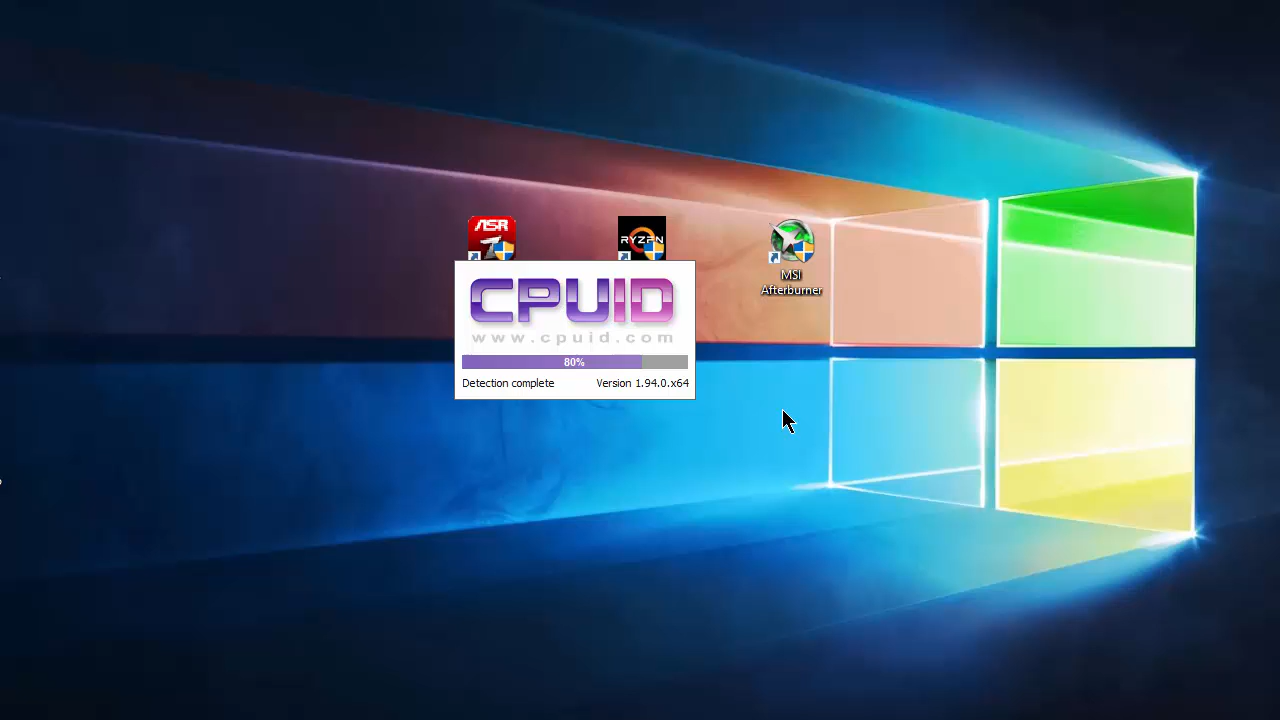 ASR
RYZEN
MSI
Afterburner
CPUID
www.cpuid.com
80%
Detection complete
Version 1.94.0.x64